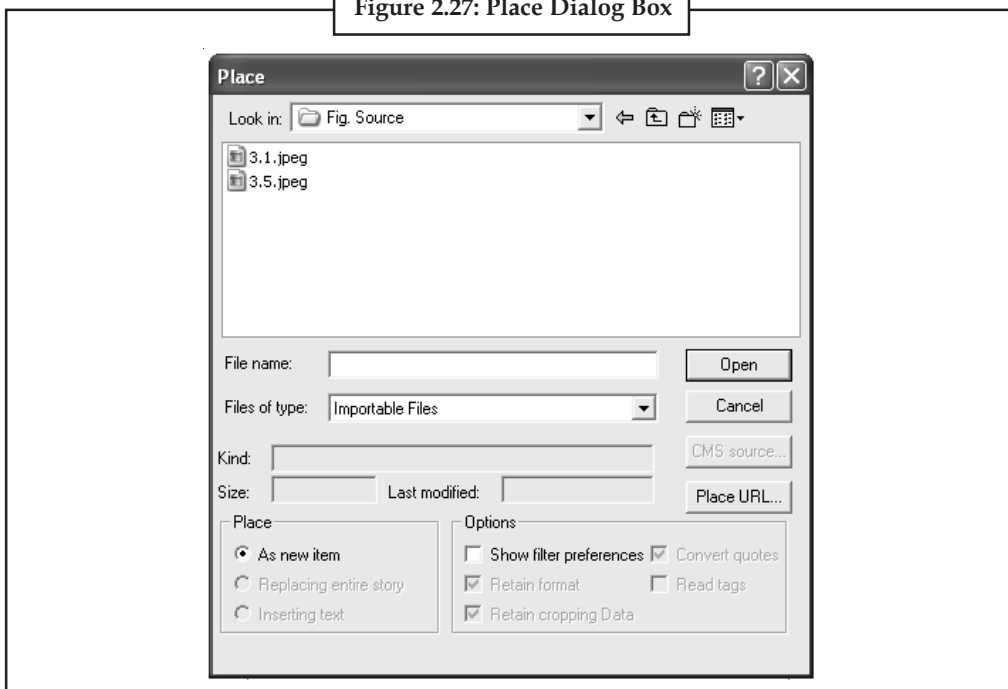 Figure 2.27: Place Dialog Box
Place
Look in: Fig. Source
3.1.jpeg
3.5.jpeg
File name:
Open
Files of type: Importable Files
Cancel
Kind:
CMS source...
Size: Last modified:
Place URL...
Place
Options
As new item
Show filter preferences Convert quotes
Replacing entire story
Retain format Read tags
Inserting text
Retain cropping Data